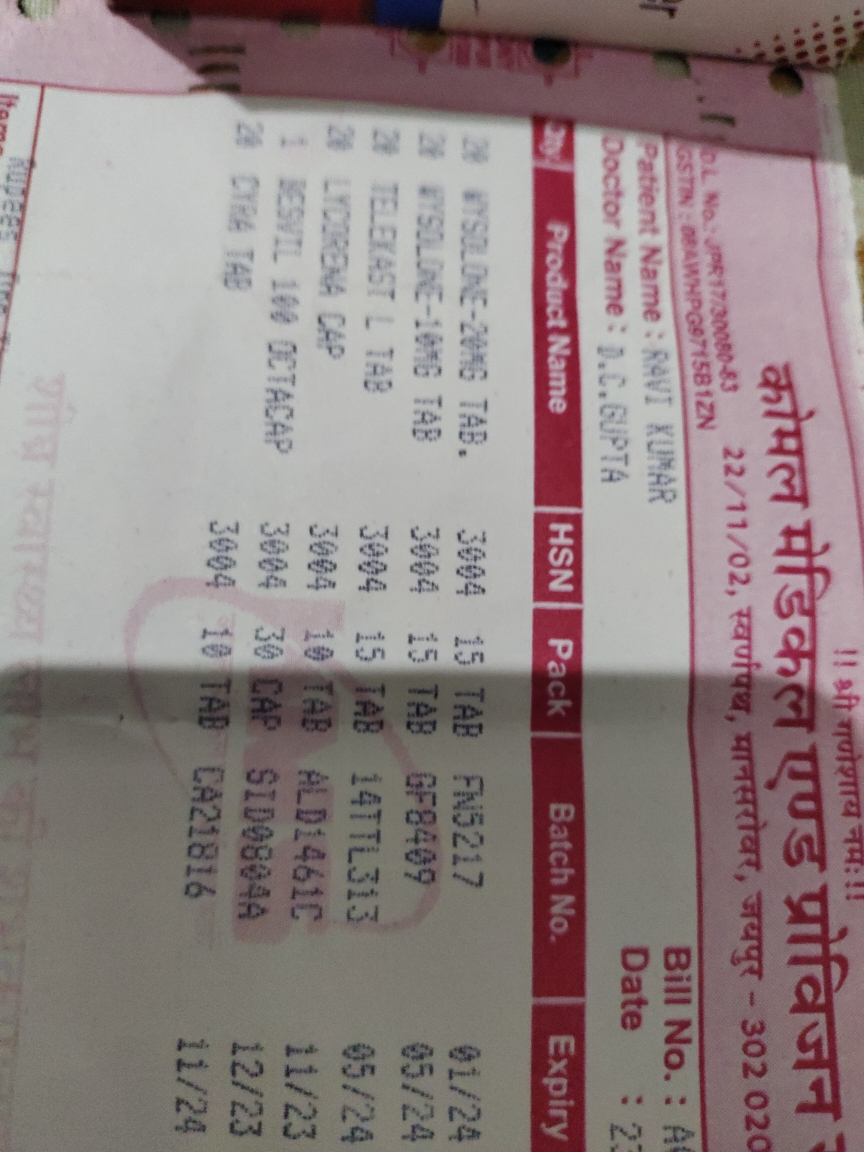 ।। श्री गणेशाय नमः।।
कोमल मेडिकल एण्ड प्रोविजन
22/11/02, स्वर्णपथ, मानसरोवर, जयपुर - 302 020
D.L. No.: JPR17/30080-83
GSTIN : 08AWHPG9715B1ZN
Patient Name : RAVI KUMAR Bill No. :
Doctor Name : D.C.GUPTA Date :
Qty. Product Name HSN Pack Batch No. Expiry
20 WYSOLONE-20MG TAB. 3004 15 TAB FN5217 01/24
20 WYSOLONE-10MG TAB 3004 15 TAB GF8409 05/24
20 TELEKAST L TAB 3004 15 TAB 14TTL313 05/24
20 LYCORENA CAP 3004 10 TAB ALD1461C 11/23
1 BESVIL 100 OCTACAP 3004 30 CAP SID080AA 12/23
20 CYRA TAB 3004 10 TAB CA21816 11/24
Rupees
शीघ्र स्वास्थ्य लाभ की